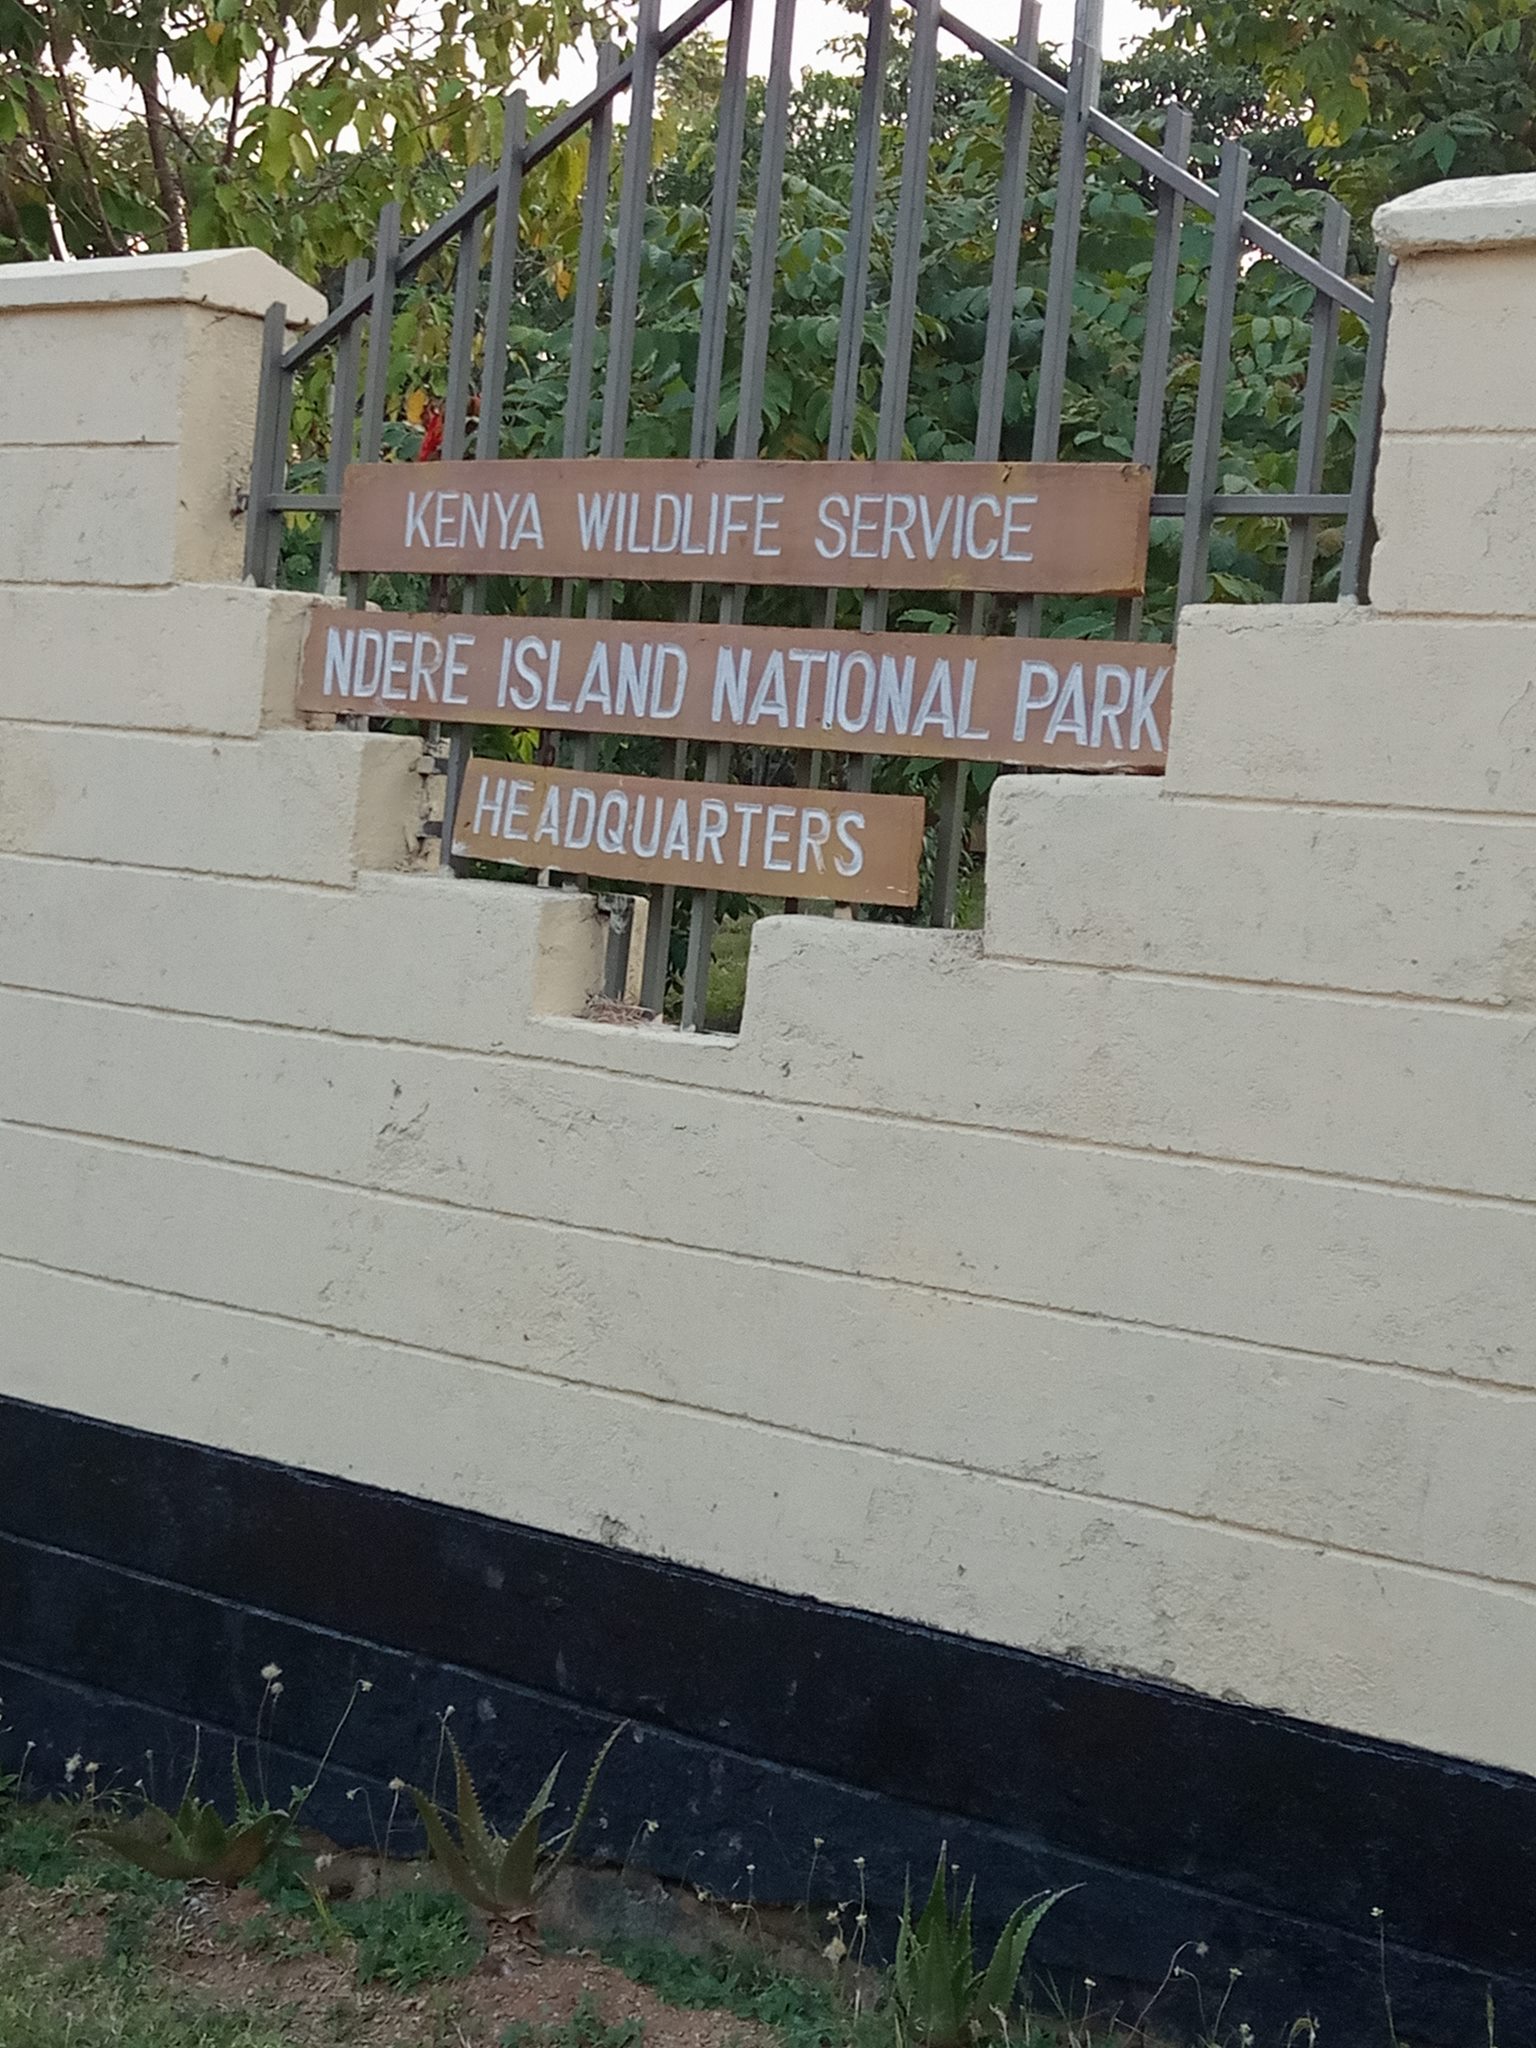 KENYA WILDLIFE SERVICE
NDERE ISLAND NATIONAL PARK
HEADQUARTERS